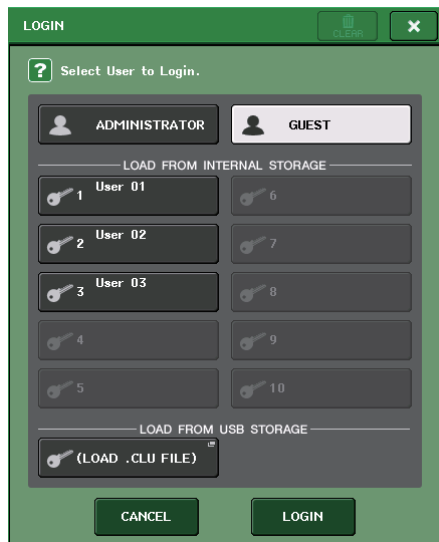 LOGIN
CLEAR
?
Select User to Login.
ADMINISTRATOR
GUEST
LOAD FROM INTERNAL STORAGE
1 User 01
6
2 User 02
7
3 User 03
8
4
9
5
10
LOAD FROM USB STORAGE
(LOAD .CLU FILE)
CANCEL
LOGIN